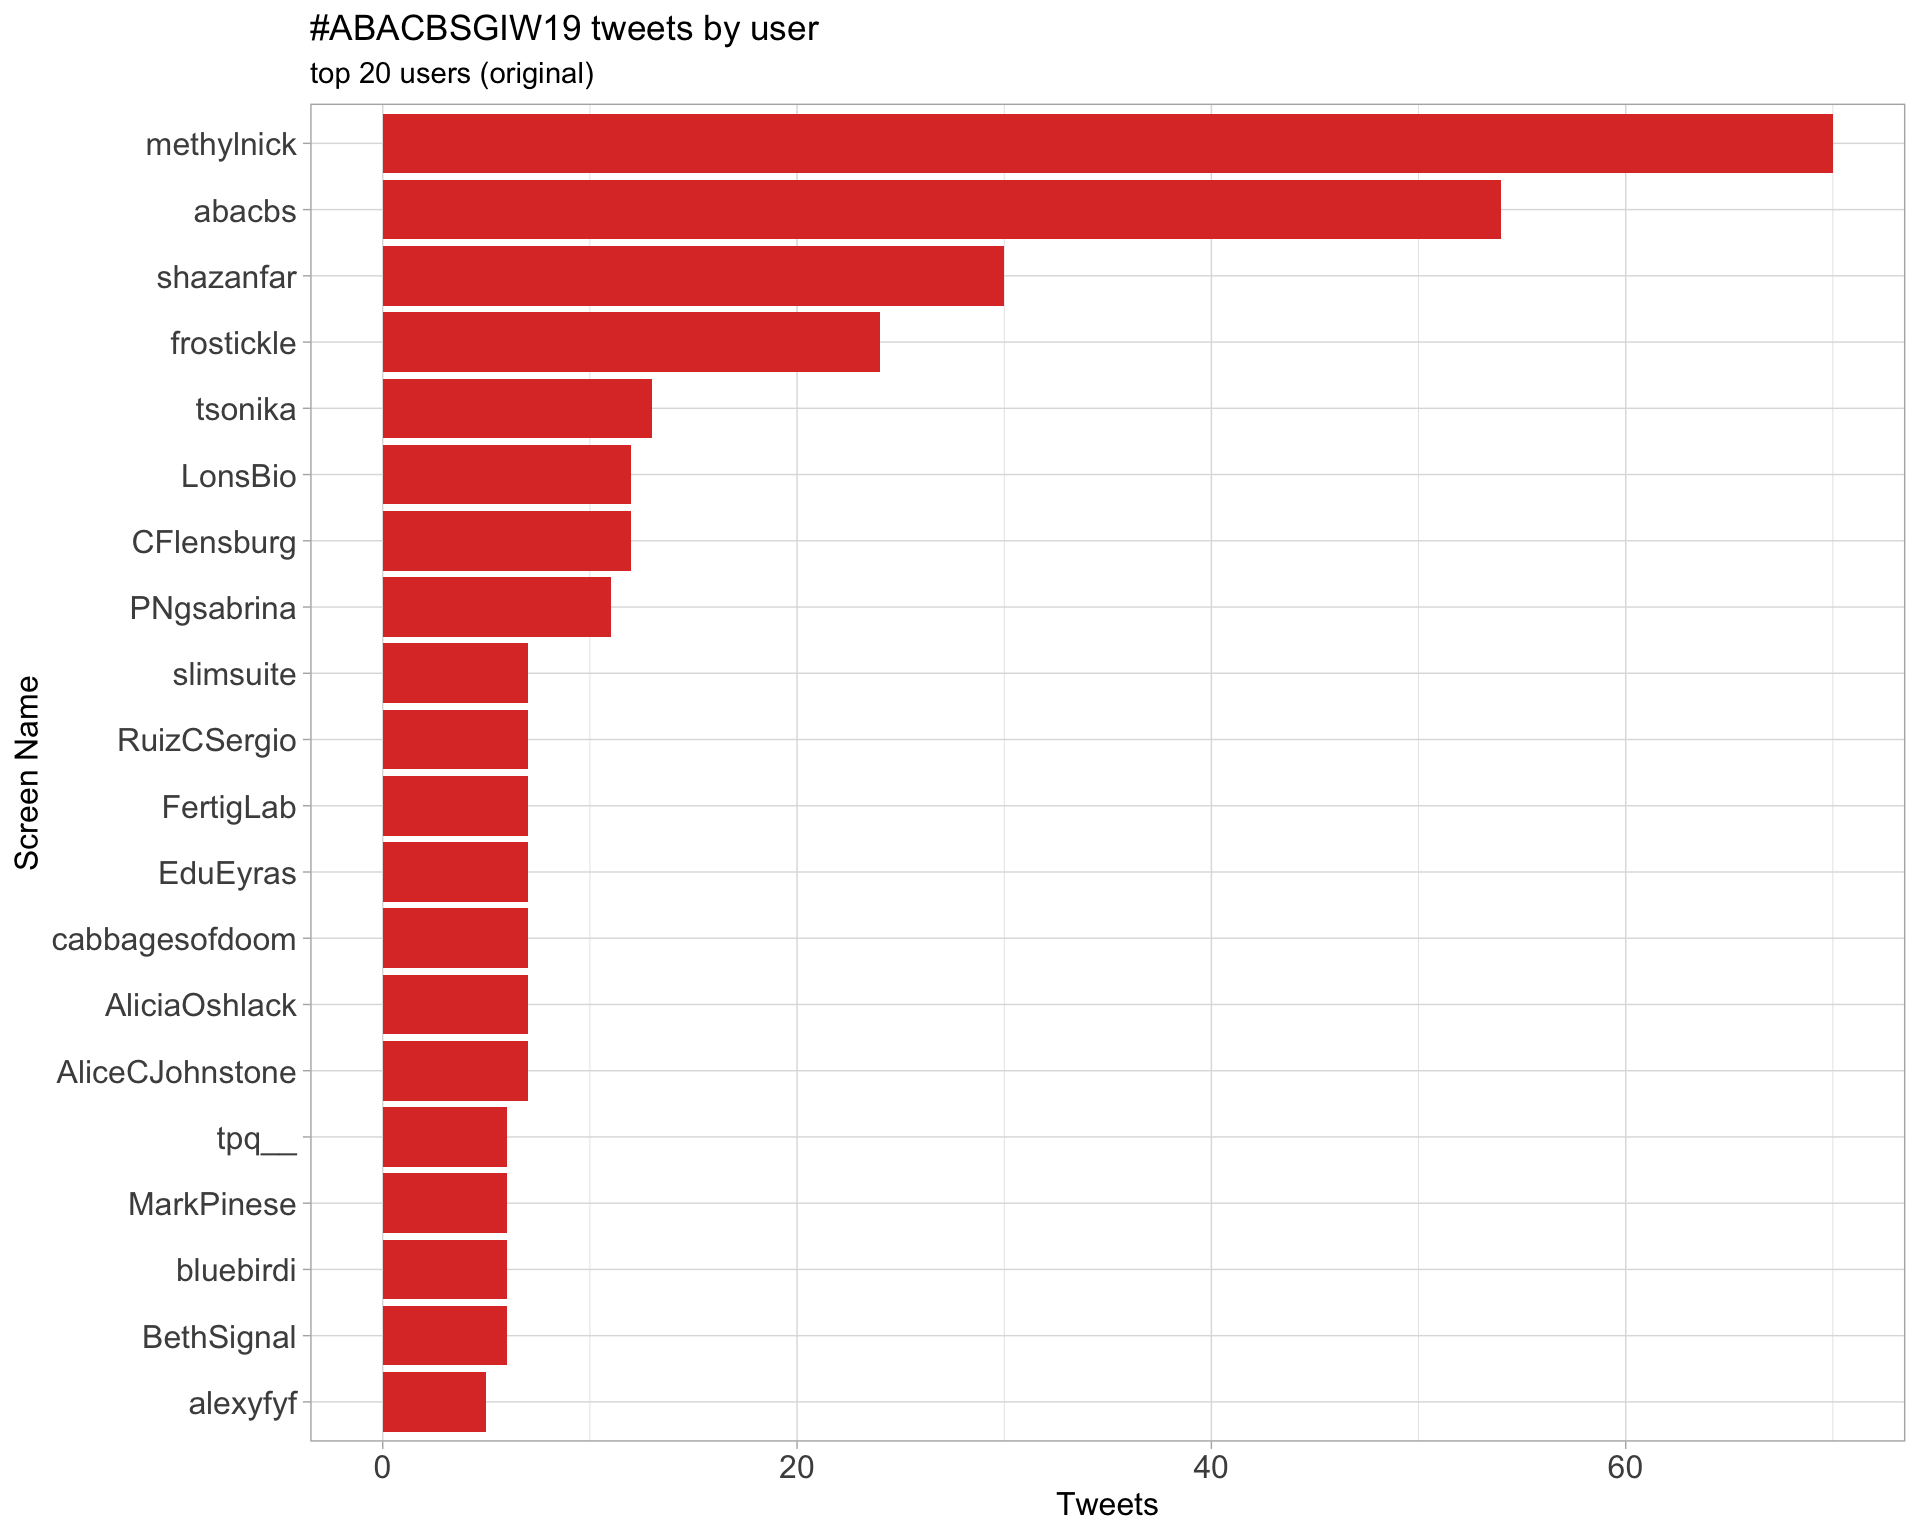 #ABACBSGIW19 tweets by user
top 20 users (original)
methylnick
abacbs
shazanfar
frostickle
tsonika
LonsBio
CFlensburg
PNgsabrina
slimsuite
RuizCSergio
FertigLab
EduEyras
cabbagesofdoom
AliciaOshlack
AliceCJohnstone
tpq__
MarkPinese
bluebirdi
BethSignal
alexyfyf
Screen Name
0 20 40 60
Tweets